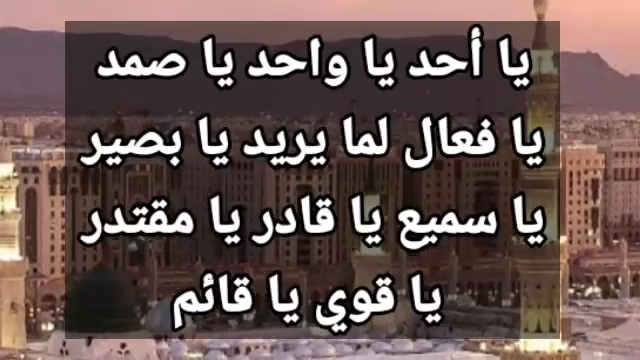 يا أحد يا واحد يا صمد
يا فعال لما يريد يا بصير
يا سميع يا قادر يا مقتدر
يا قوي يا قائم